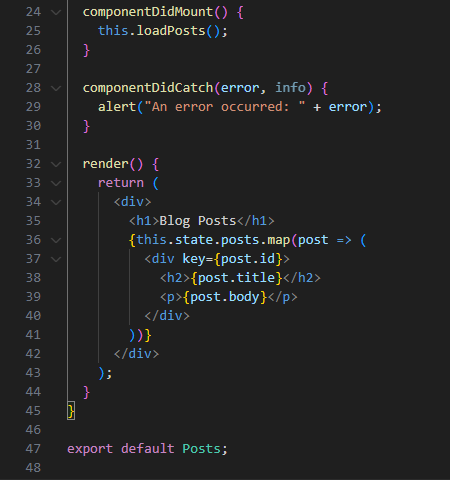 24 componentDidMount() {
25 this.loadPosts();
26 }
27
28 componentDidCatch(error, info) {
29 alert("An error occurred: " + error);
30 }
31
32 render() {
33 return (
34 <div>
35 <h1>Blog Posts</h1>
36 {this.state.posts.map(post => (
37 <div key={post.id}>
38 <h2>{post.title}</h2>
39 <p>{post.body}</p>
40 </div>
41 ))}
42 </div>
43 );
44 }
45 }
46
47 export default Posts;
48